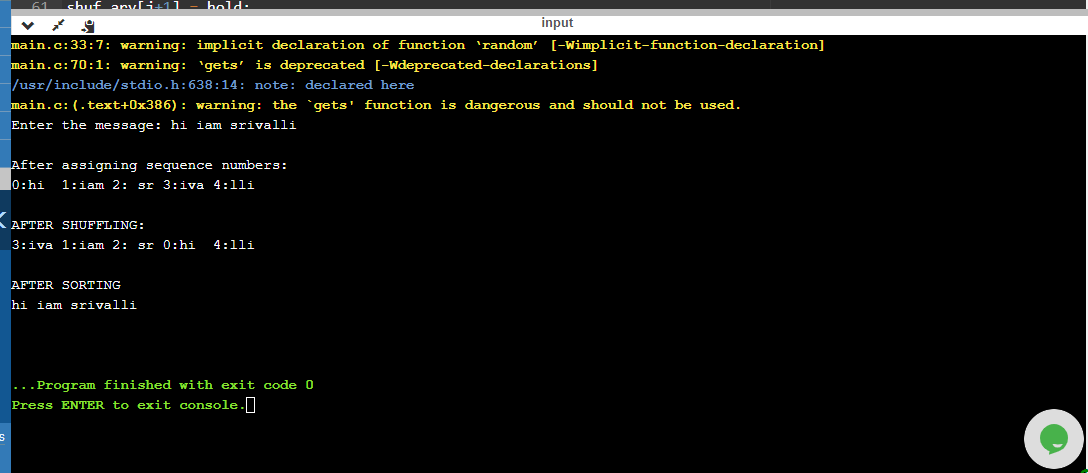 61 shuf_ary[j+1] = hold;
input
main.c:33:7: warning: implicit declaration of function ‘random’ [-Wimplicit-function-declaration]
main.c:70:1: warning: ‘gets’ is deprecated [-Wdeprecated-declarations]
/usr/include/stdio.h:638:14: note: declared here
main.c:(.text+0x386): warning: the `gets' function is dangerous and should not be used.
Enter the message: hi iam srivalli
After assigning sequence numbers:
0:hi  1:iam 2: sr 3:iva 4:lli
AFTER SHUFFLING:
3:iva 1:iam 2: sr 0:hi  4:lli
AFTER SORTING
hi iam srivalli
...Program finished with exit code 0
Press ENTER to exit console.
s